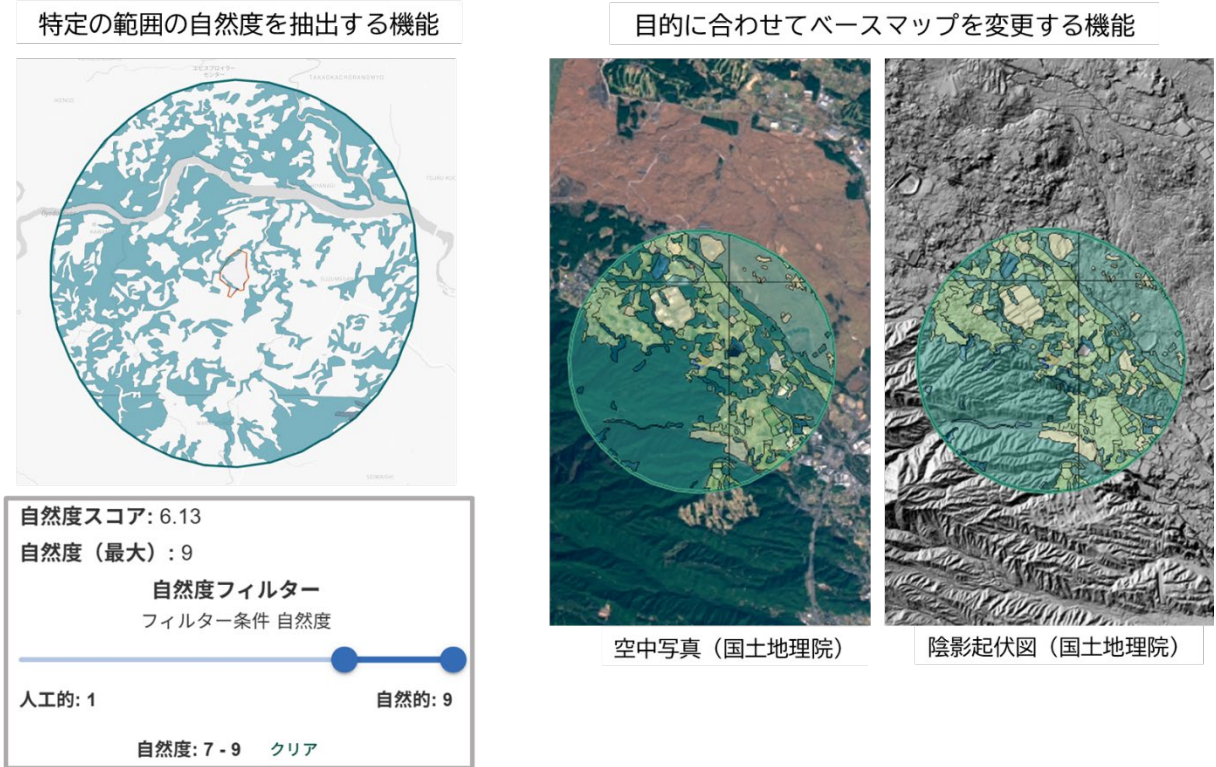 特定の範囲の自然度を抽出する機能
目的に合わせてベースマップを変更する機能
自然度スコア: 6.13
自然度（最大）: 9
自然度フィルター
フィルター条件 自然度
人工的: 1
自然的: 9
自然度: 7 - 9 クリア
空中写真（国土地理院）
陰影起伏図（国土地理院）